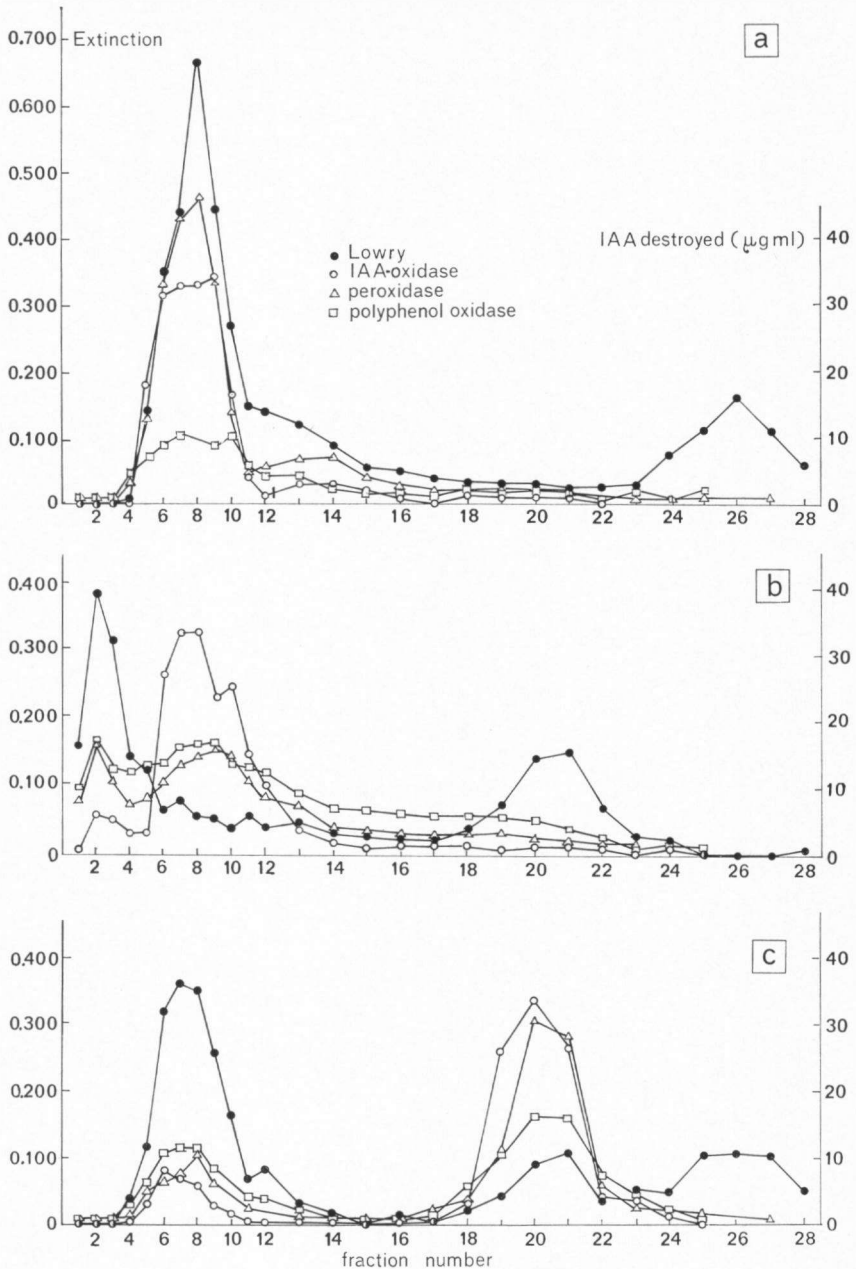 0.700 Extinction
a
0.600
0.500
0.400
0.300
0.200
0.100
0
IAA destroyed (µg ml)
40
30
20
10
0
● Lowry
○ IAA-oxidase
△ peroxidase
□ polyphenol oxidase
2 4 6 8 10 12 14 16 18 20 22 24 26 28
b
0.400
0.300
0.200
0.100
0
40
30
20
10
0
2 4 6 8 10 12 14 16 18 20 22 24 26 28
c
0.400
0.300
0.200
0.100
0
40
30
20
10
0
2 4 6 8 10 12 14 16 18 20 22 24 26 28
fraction number